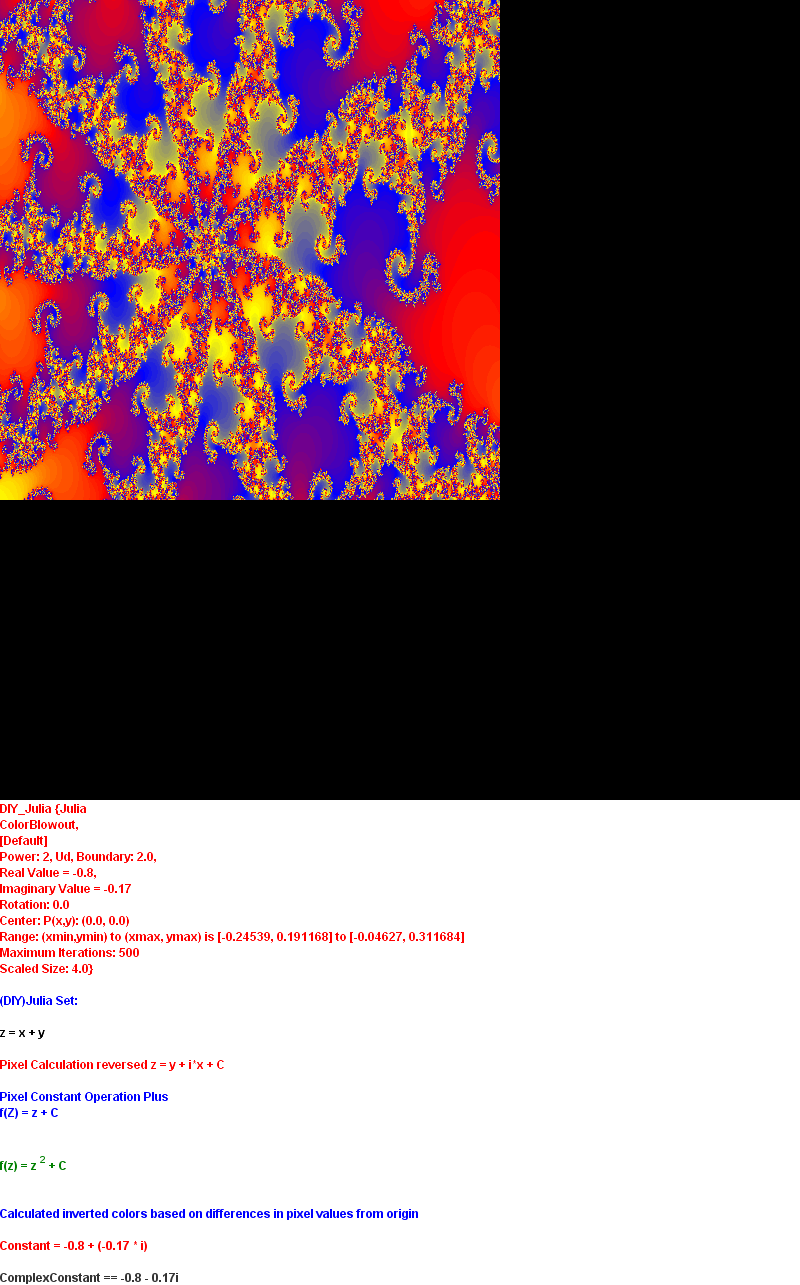 DIY_Julia {Julia
ColorBlowout,
[Default]
Power: 2, Ud, Boundary: 2.0,
Real Value = -0.8,
Imaginary Value = -0.17
Rotation: 0.0
Center: P(x,y): (0.0, 0.0)
Range: (xmin,ymin) to (xmax, ymax) is [-0.24539, 0.191168] to [-0.04627, 0.311684]
Maximum Iterations: 500
Scaled Size: 4.0}
(DIY)Julia Set:
z = x + y
Pixel Calculation reversed z = y + i*x + C
Pixel Constant Operation Plus
f(Z) = z + C
f(z) = z ² + C
Calculated inverted colors based on differences in pixel values from origin
Constant = -0.8 + (-0.17 * i)
ComplexConstant == -0.8 - 0.17i